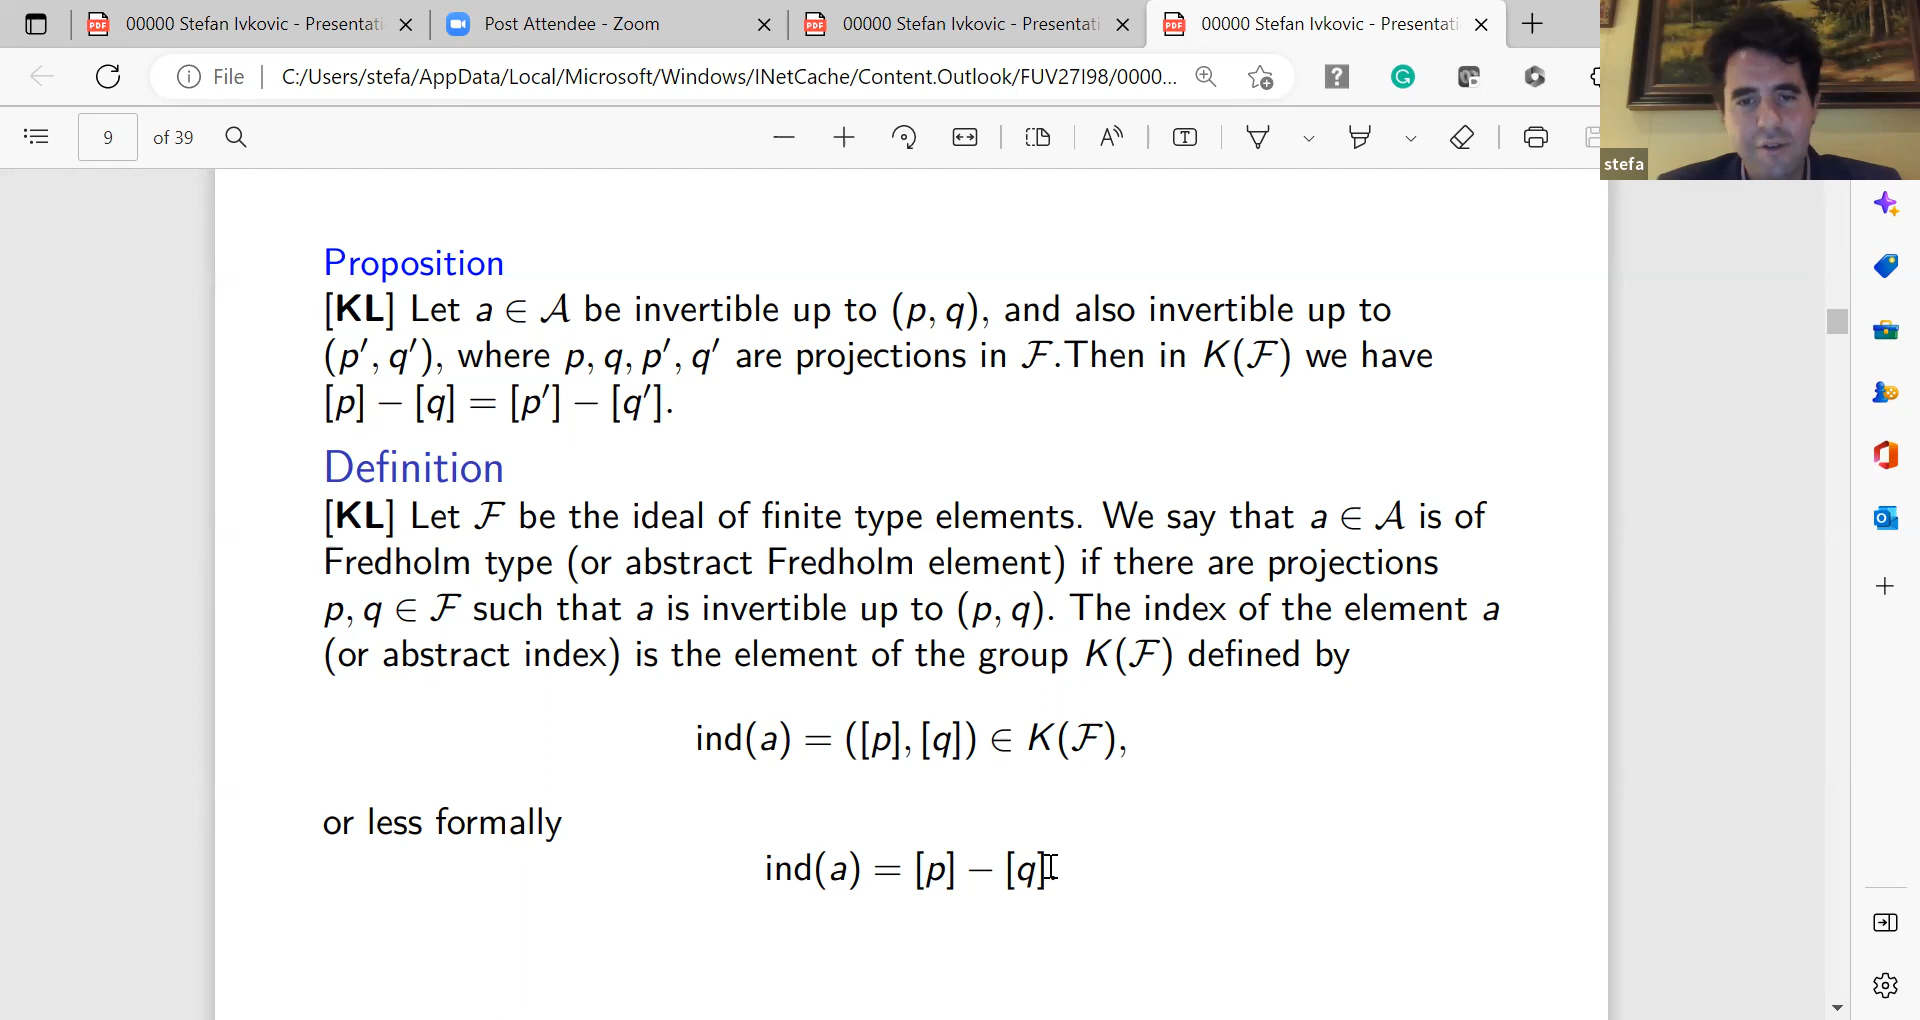 00000 Stefan Ivkovic - Presentati
Post Attendee - Zoom
00000 Stefan Ivkovic - Presentati
00000 Stefan Ivkovic - Presentati
File
C:/Users/stefa/AppData/Local/Microsoft/Windows/INetCache/Content.Outlook/FUV27I98/0000...
9 of 39
stefa
Proposition
[KL] Let a ∈ 𝒜 be invertible up to (p, q), and also invertible up to
(p′, q′), where p, q, p′, q′ are projections in ℱ.Then in K(ℱ) we have
[p] − [q] = [p′] − [q′].
Definition
[KL] Let ℱ be the ideal of finite type elements. We say that a ∈ 𝒜 is of
Fredholm type (or abstract Fredholm element) if there are projections
p, q ∈ ℱ such that a is invertible up to (p, q). The index of the element a
(or abstract index) is the element of the group K(ℱ) defined by
ind(a) = ([p], [q]) ∈ K(ℱ),
or less formally
ind(a) = [p] − [q].